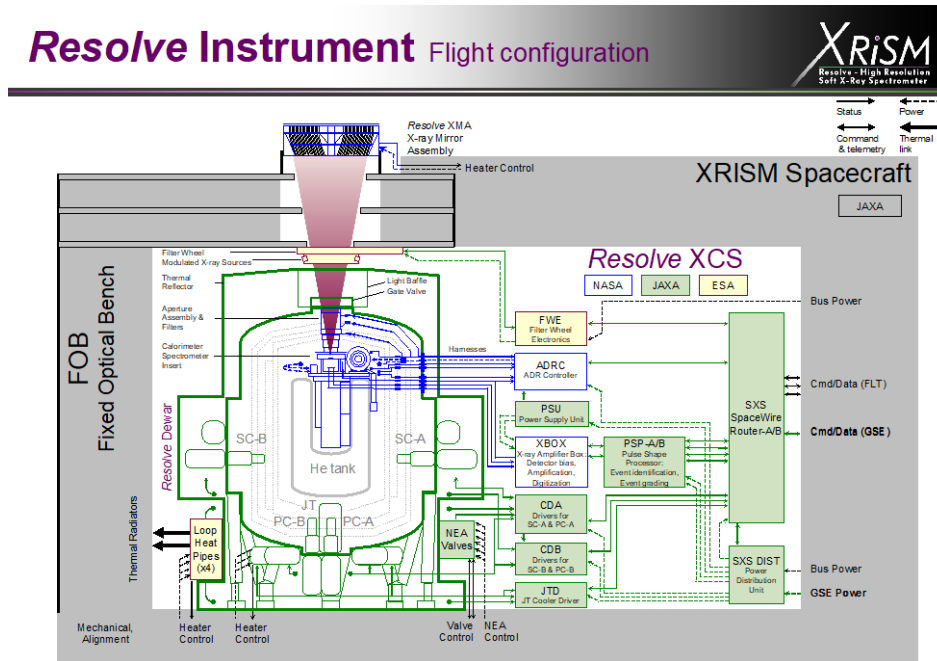 Resolve Instrument Flight configuration
XRiSM
Resolve - High Resolution
Soft X-Ray Spectrometer
Status
Power
Command
& telemetry
Thermal
link
Resolve XMA
X-ray Mirror
Assembly
Heater Control
XRISM Spacecraft
JAXA
FOB
Fixed Optical Bench
Filter Wheel
Modulated X-ray Sources
Thermal
Reflector
Light Baffle
Gate Valve
Aperture
Assembly &
Filters
Calorimeter
Spectrometer
Insert
Harnesses
Resolve XCS
NASA
JAXA
ESA
Bus Power
FWE
Filter Wheel
Electronics
ADRC
ADR Controller
PSU
Power Supply Unit
XBOX
X-ray Amplifier Box:
Detector bias,
Amplification,
Digitization
PSP-A/B
Pulse Shape
Processor:
Event identification,
Event grading
SXS
SpaceWire
Router-A/B
Cmd/Data (FLT)
Cmd/Data (GSE)
Resolve Dewar
SC-B
SC-A
He tank
JT
PC-B
PC-A
CDA
Drivers for
SC-A & PC-A
CDB
Drivers for
SC-B & PC-B
JTD
JT Cooler Driver
NEA
Valves
SXS DIST
Power
Distribution
Unit
Bus Power
GSE Power
Thermal Radiators
Loop
Heat
Pipes
(x4)
Mechanical,
Alignment
Heater
Control
Heater
Control
Valve
Control
NEA
Control